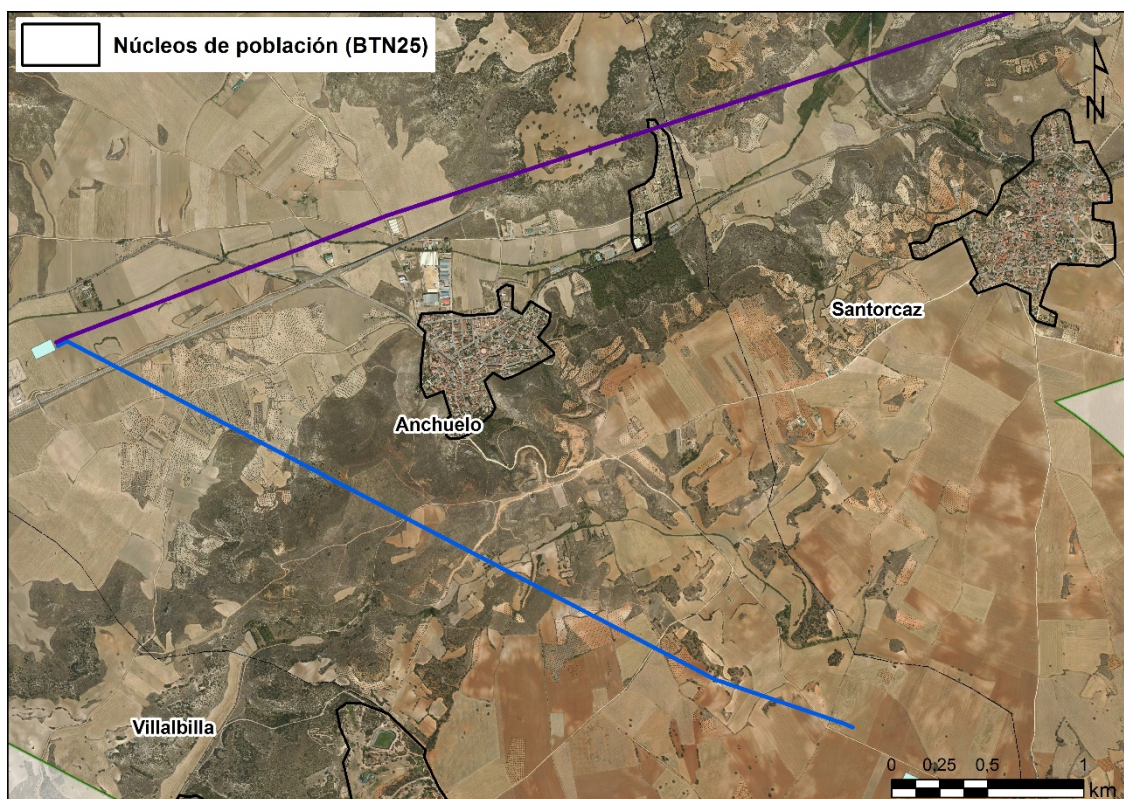 Núcleos de población (BTN25)
N
Santorcaz
Anchuelo
Villalbilla
0 0,25 0,5 1
km